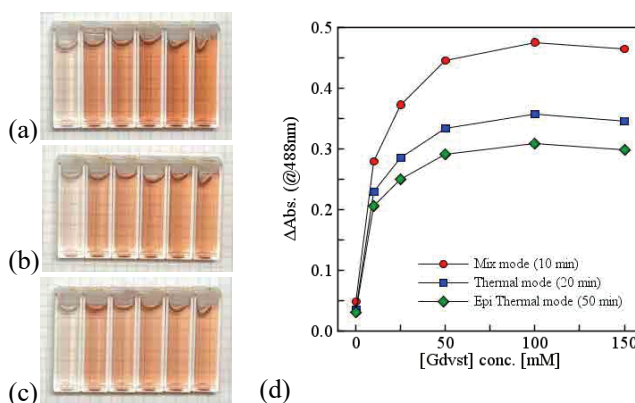 (a)
(b)
(c)
(d)
ΔAbs. (@488nm)
0.5
0.4
0.3
0.2
0.1
0.0
Mix mode (10 min)
Thermal mode (20 min)
Epi Thermal mode (50 min)
0 50 100 150
[Gdvst] conc. [mM]